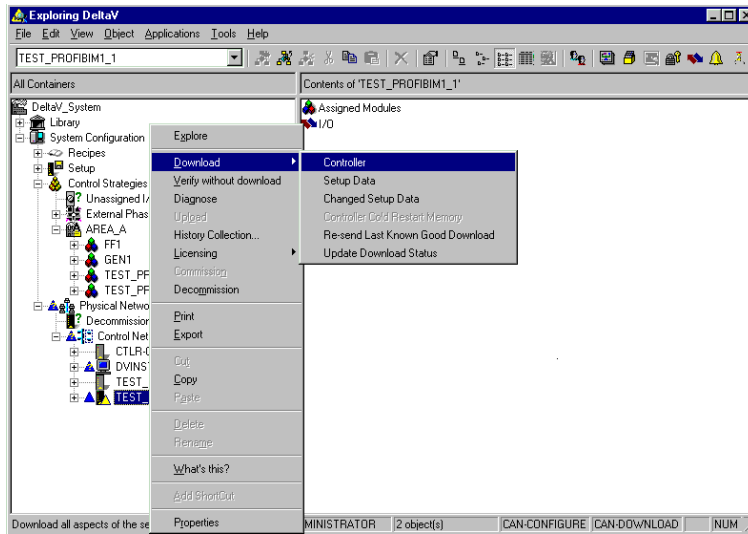 Exploring DeltaV
File Edit View Object Applications Tools Help
TEST_PROFIBIM1_1
All Containers
Contents of 'TEST_PROFIBIM1_1'
DeltaV_System
Library
System Configuration
Recipes
Setup
Control Strategies
Unassigned I/
External Phas
AREA_A
FF1
GEN1
TEST_PF
TEST_PF
Physical Netwo
Decommission
Control Net
CTLR-0
DVINS
TEST_
TEST_
Explore
Download
Verify without download
Diagnose
Upload
History Collection...
Licensing
Commission
Decommission
Print
Export
Cut
Copy
Paste
Delete
Rename
What's this?
Add ShortCut
Properties
Controller
Setup Data
Changed Setup Data
Controller Cold Restart Memory
Re-send Last Known Good Download
Update Download Status
Assigned Modules
I/O
Download all aspects of the se
MINISTRATOR
2 object(s)
CAN-CONFIGURE
CAN-DOWNLOAD
NUM